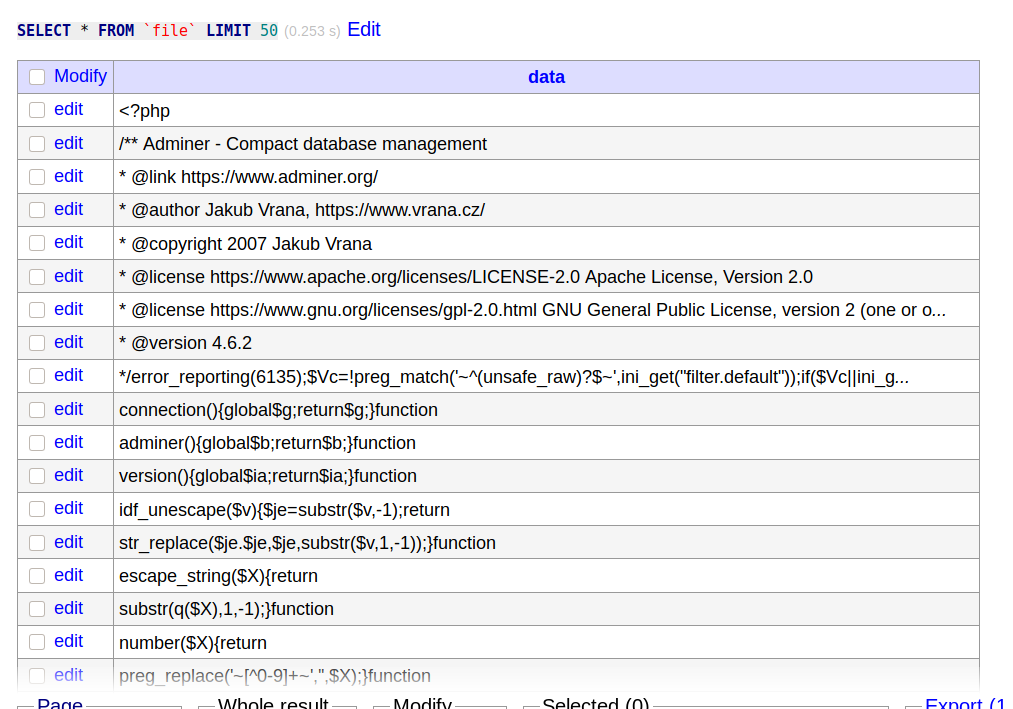 SELECT * FROM `file` LIMIT 50 (0.253 s) Edit
Modify data
edit <?php
edit /** Adminer - Compact database management
edit * @link https://www.adminer.org/
edit * @author Jakub Vrana, https://www.vrana.cz/
edit * @copyright 2007 Jakub Vrana
edit * @license https://www.apache.org/licenses/LICENSE-2.0 Apache License, Version 2.0
edit * @license https://www.gnu.org/licenses/gpl-2.0.html GNU General Public License, version 2 (one or o...
edit * @version 4.6.2
edit */error_reporting(6135);$Vc=!preg_match('~^(unsafe_raw)?$~',ini_get("filter.default"));if($Vc||ini_g...
edit connection(){global$g;return$g;}function
edit adminer(){global$b;return$b;}function
edit version(){global$ia;return$ia;}function
edit idf_unescape($v){$je=substr($v,-1);return
edit str_replace($je.$je,$je,substr($v,1,-1));}function
edit escape_string($X){return
edit substr(q($X),1,-1);}function
edit number($X){return
edit preg_replace('~[^0-9]+~','',$X);}function
Page Whole result Modify Selected (0) Export (1